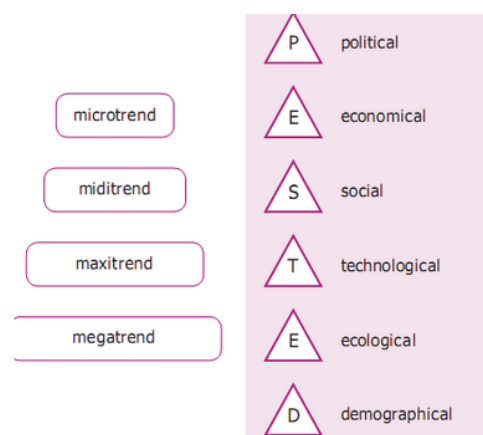 microtrend
miditrend
maxitrend
megatrend
P political
E economical
S social
T technological
E ecological
D demographical